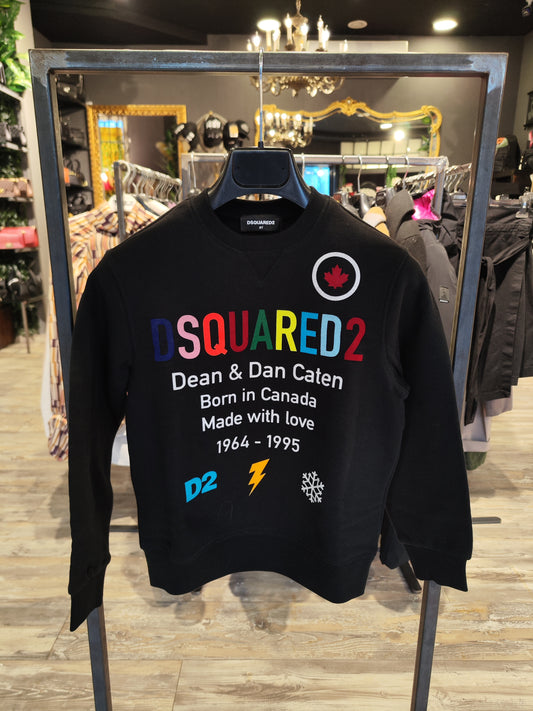 DSQUARED2
DSQUARED2
Dean & Dan Caten
Born in Canada
Made with love
1964 - 1995
D2